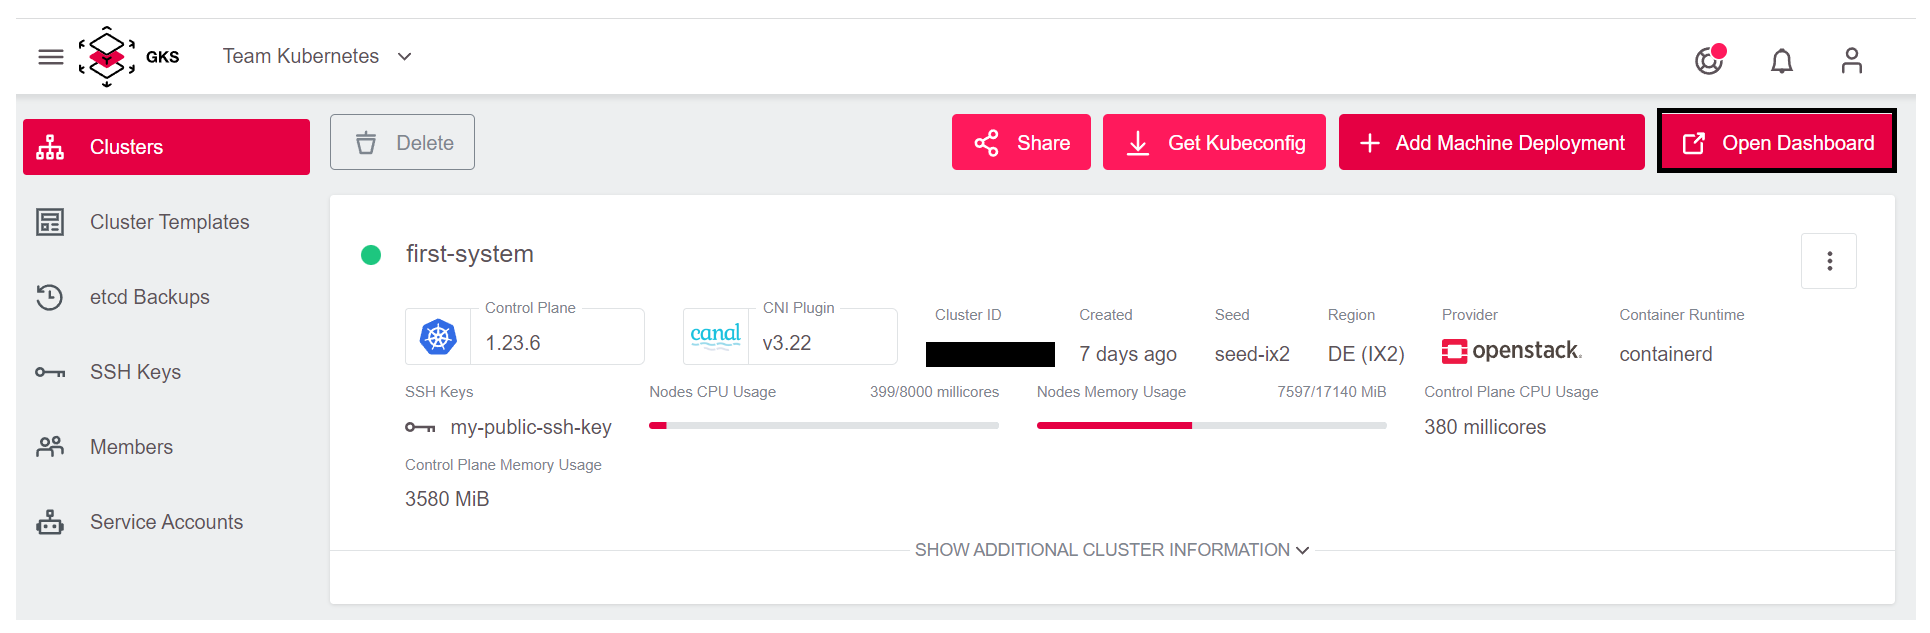 GKS
Team Kubernetes
Clusters
Cluster Templates
etcd Backups
SSH Keys
Members
Service Accounts
Delete
Share
Get Kubeconfig
Add Machine Deployment
Open Dashboard
first-system
Control Plane
1.23.6
canal
CNI Plugin
v3.22
Cluster ID
Created
7 days ago
Seed
seed-ix2
Region
DE (IX2)
Provider
openstack.
Container Runtime
containerd
SSH Keys
my-public-ssh-key
Nodes CPU Usage 399/8000 millicores
Nodes Memory Usage 7597/17140 MiB
Control Plane CPU Usage
380 millicores
Control Plane Memory Usage
3580 MiB
SHOW ADDITIONAL CLUSTER INFORMATION